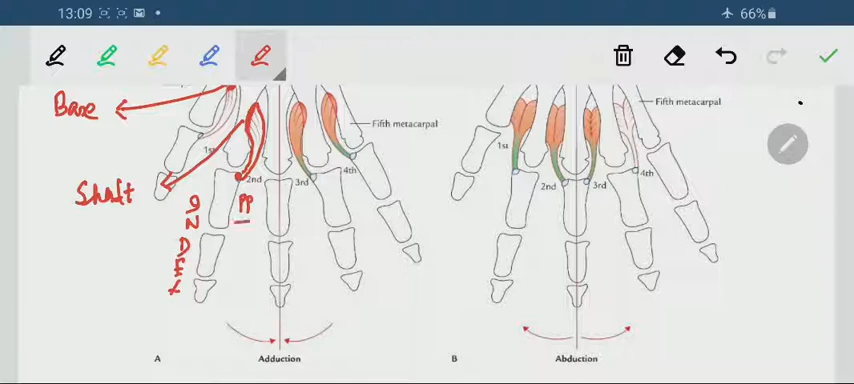 13:09
66%
Base
Fifth metacarpal
Fifth metacarpal
1st
1st
Shaft
2nd
3rd
4th
2nd
3rd
4th
PP
A
Adduction
B
Abduction